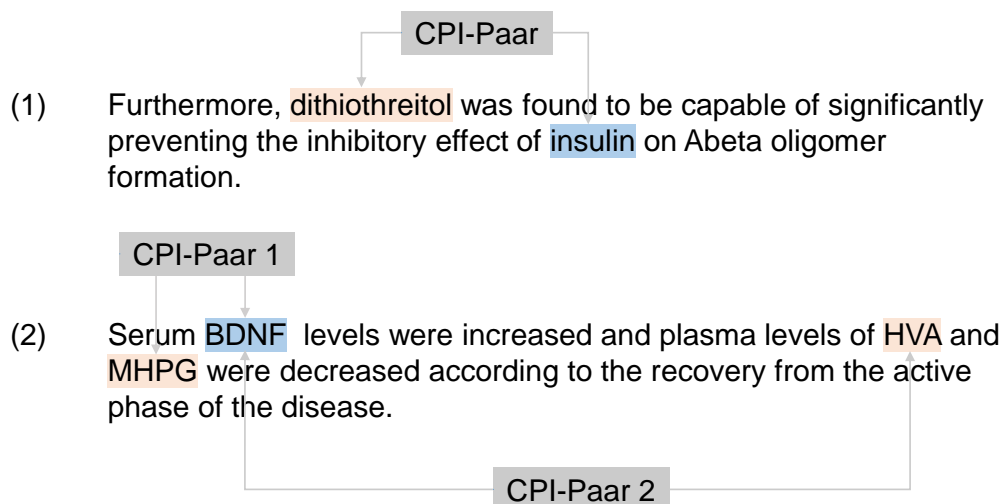 CPI-Paar
(1) Furthermore, dithiothreitol was found to be capable of significantly
preventing the inhibitory effect of insulin on Abeta oligomer
formation.
CPI-Paar 1
(2) Serum BDNF levels were increased and plasma levels of HVA and
MHPG were decreased according to the recovery from the active
phase of the disease.
CPI-Paar 2